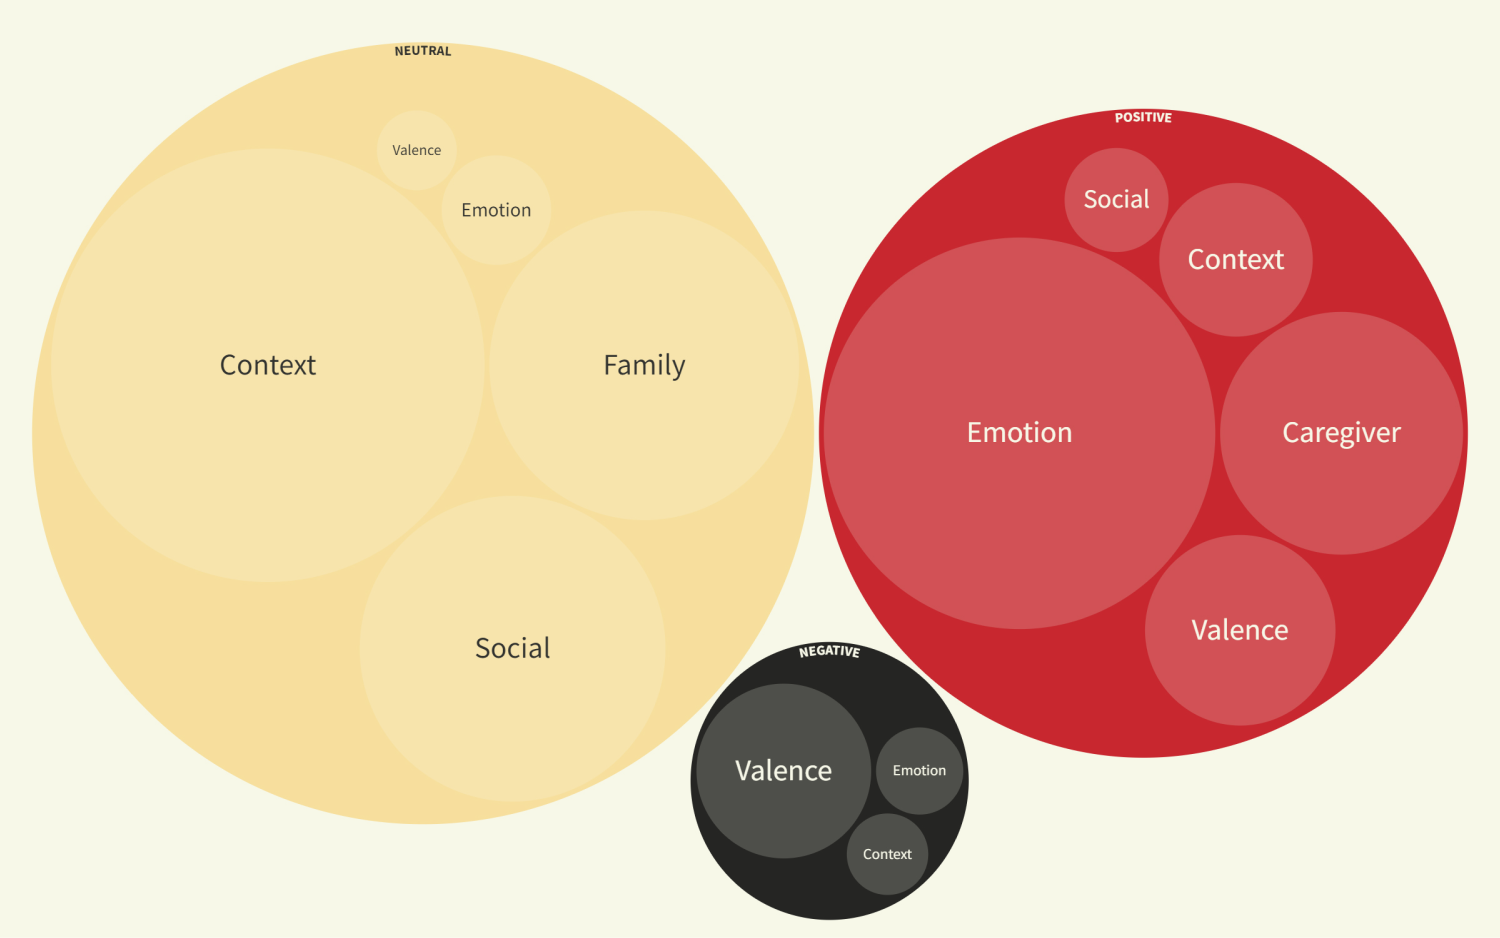 NEUTRAL
Valence
Emotion
Context
Family
Social
POSITIVE
Social
Context
Emotion
Caregiver
Valence
NEGATIVE
Valence
Emotion
Context